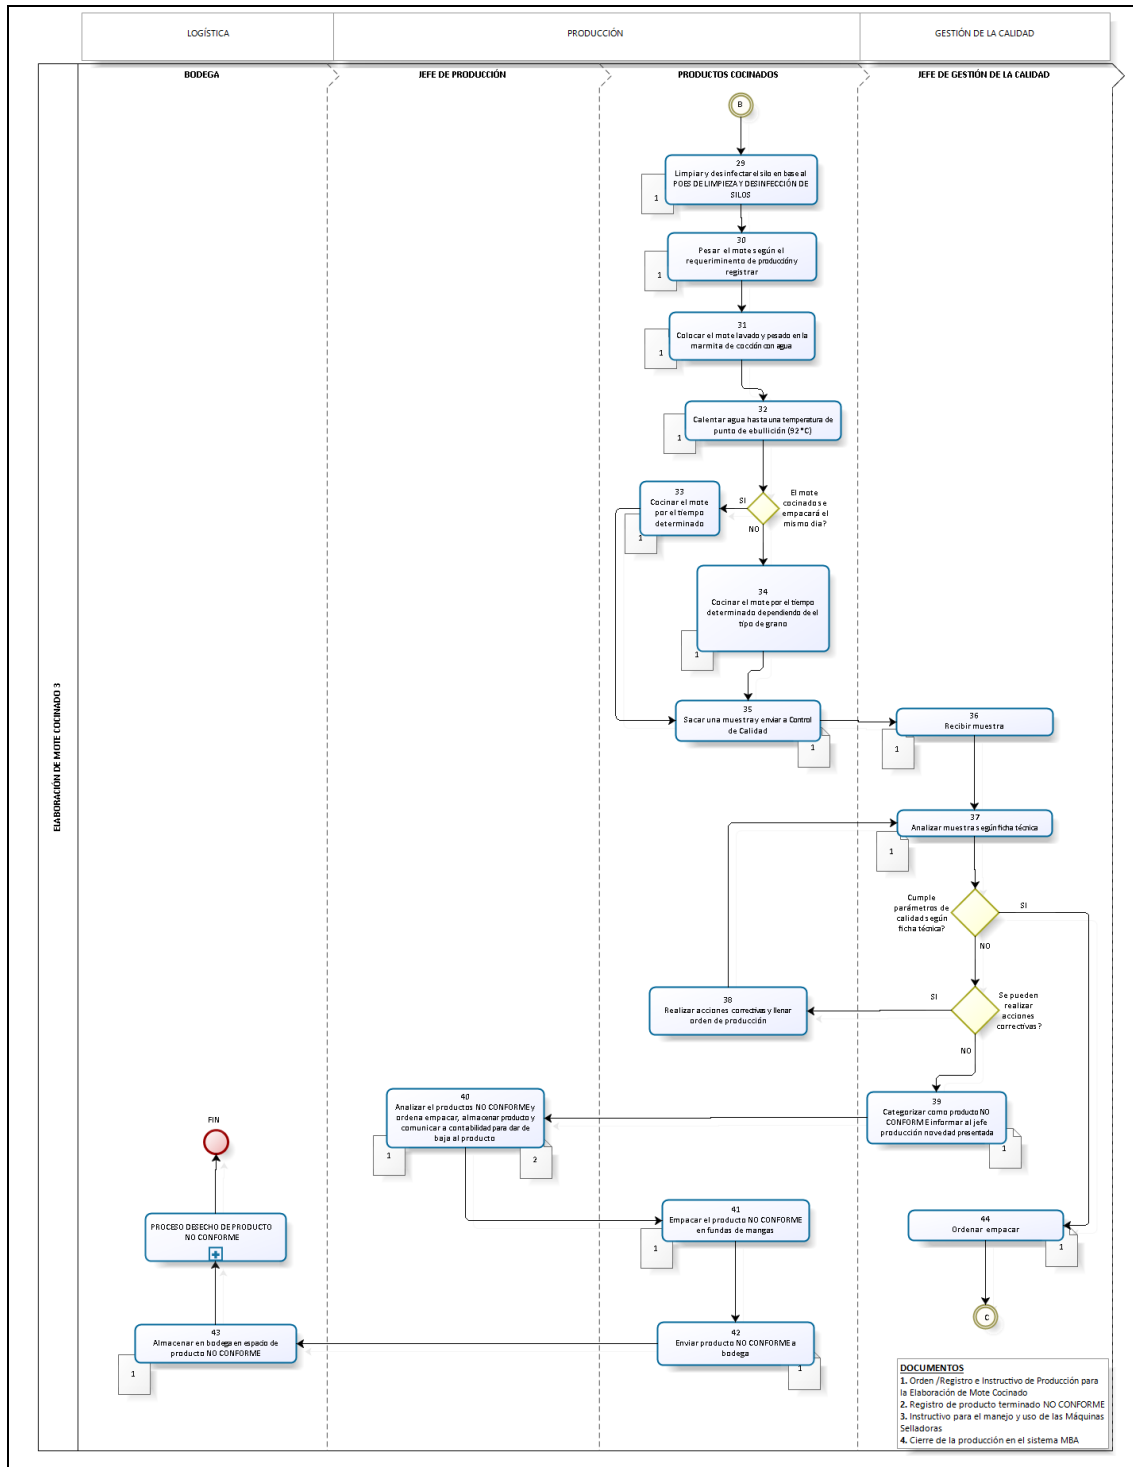 LOGÍSTICA
PRODUCCIÓN
GESTIÓN DE LA CALIDAD
BODEGA
JEFE DE PRODUCCIÓN
PRODUCTOS COCINADOS
JEFE DE GESTIÓN DE LA CALIDAD
ELABORACIÓN DE MOTE COCINADO 3
B
29
Limpiar y desinfectar el silo en base al
POES DE LIMPIEZA Y DESINFECCIÓN DE
SILOS
1
30
Pesar el mote según el
requerimiento de producción y
registrar
1
31
Colocar el mote lavado y pesado en la
marmita de cocción con agua
1
32
Calentar agua hasta una temperatura de
punto de ebullición (92 °C)
1
El mote
cocinado se
empacará el
mismo dia?
SI
NO
33
Cocinar el mote
por el tiempo
determinado
1
34
Cocinar el mote por el tiempo
determinado dependiendo de el
tipo de grano
1
35
Sacar una muestra y enviar a Control
de Calidad
1
36
Recibir muestra
1
37
Analizar muestra según ficha técnica
1
Cumple
parámetros de
calidad según
ficha técnica?
SI
NO
Se pueden
realizar
acciones
correctivas?
SI
NO
38
Realizar acciones correctivas y llenar
orden de producción
39
Categorizar como producto NO
CONFORME informar al jefe
producción novedad presentada
1
40
Analizar el productos NO CONFORME y
ordena empacar, almacenar producto y
comunicar a contabilidad para dar de
baja al producto
1
2
41
Empacar el producto NO CONFORME
en fundas de mangas
1
42
Enviar producto NO CONFORME a
bodega
1
43
Almacenar en bodega en espacio de
producto NO CONFORME
1
PROCESO DESECHO DE PRODUCTO
NO CONFORME
FIN
44
Ordenar empacar
1
C
DOCUMENTOS
1. Orden /Registro e Instructivo de Producción para
la Elaboración de Mote Cocinado
2. Registro de producto terminado NO CONFORME
3. Instructivo para el manejo y uso de las Máquinas
Selladoras
4. Cierre de la producción en el sistema MBA